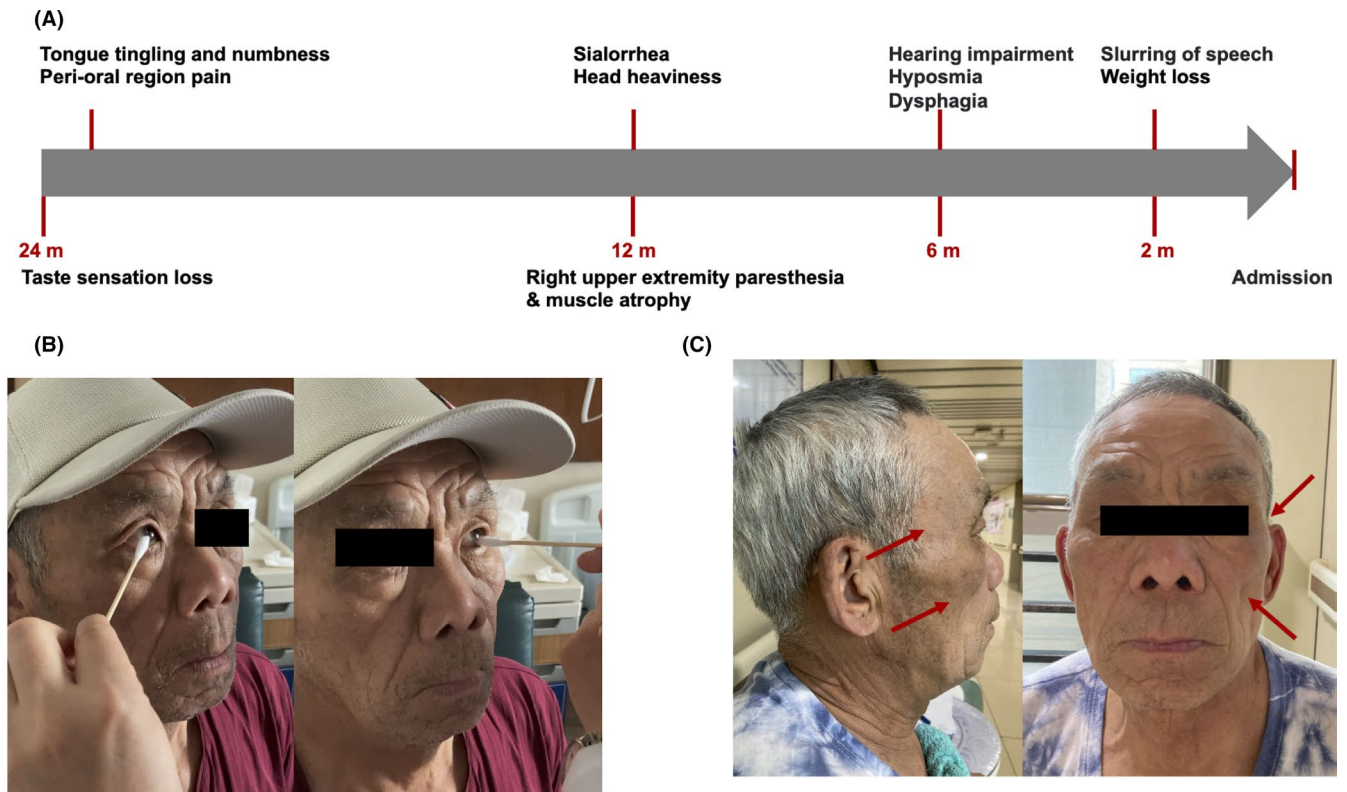 (A)
Tongue tingling and numbness
Peri-oral region pain
Sialorrhea
Head heaviness
Hearing impairment
Hyposmia
Dysphagia
Slurring of speech
Weight loss
24 m
12 m
6 m
2 m
Taste sensation loss
Right upper extremity paresthesia
& muscle atrophy
Admission
(B)
(C)